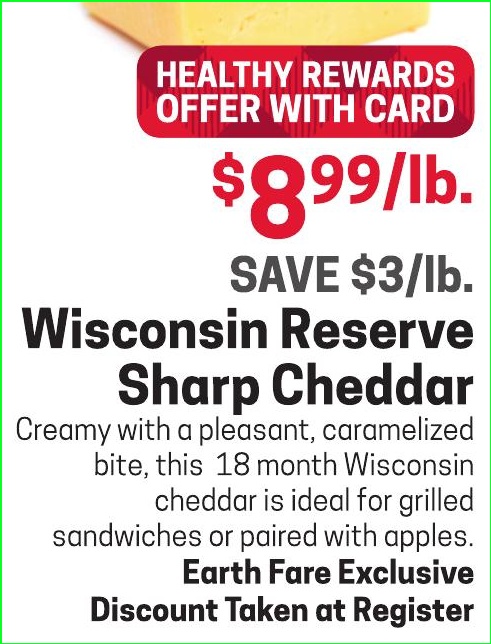 HEALTHY REWARDS
OFFER WITH CARD
$8 99/lb.
SAVE $3/lb.
Wisconsin Reserve
Sharp Cheddar
Creamy with a pleasant, caramelized
bite, this 18 month Wisconsin
cheddar is ideal for grilled
sandwiches or paired with apples.
Earth Fare Exclusive
Discount Taken at Register